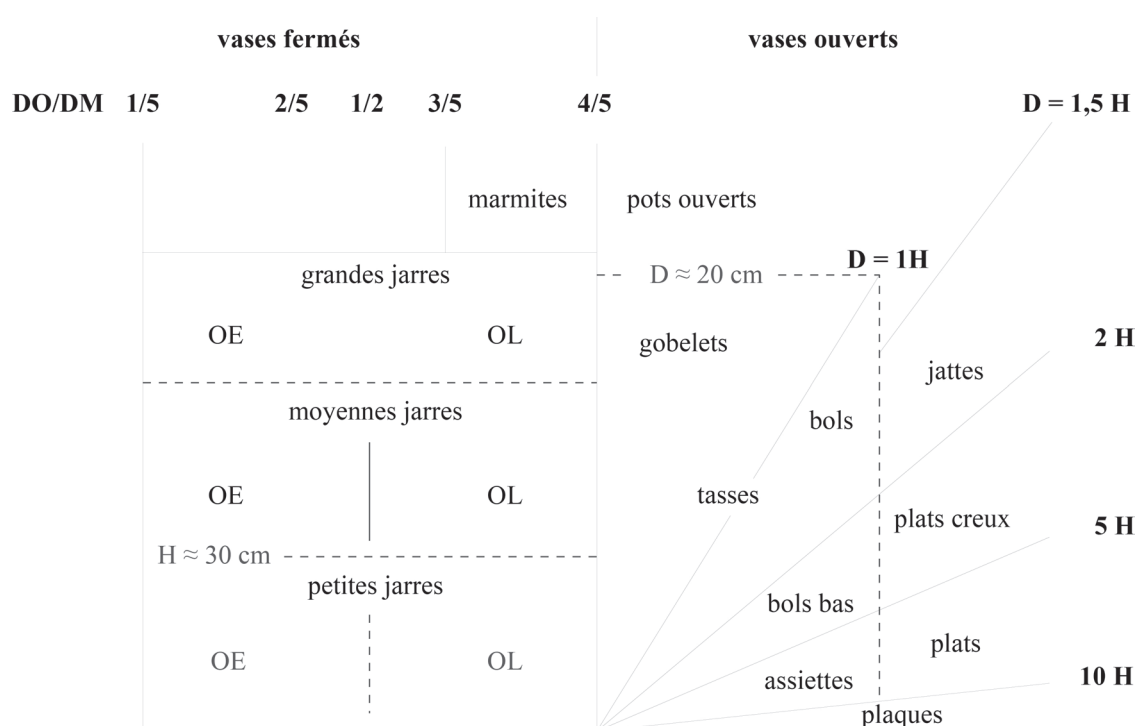 vases fermés vases ouverts
DO/DM 1/5 2/5 1/2 3/5 4/5 D = 1,5 H
marmites pots ouverts
D = 1H
grandes jarres D ≈ 20 cm
OE OL gobelets 2 H
jattes
moyennes jarres
bols
OE OL tasses
plats creux 5 H
H ≈ 30 cm
petites jarres
bols bas
plats
OE OL
assiettes 10 H
plaques